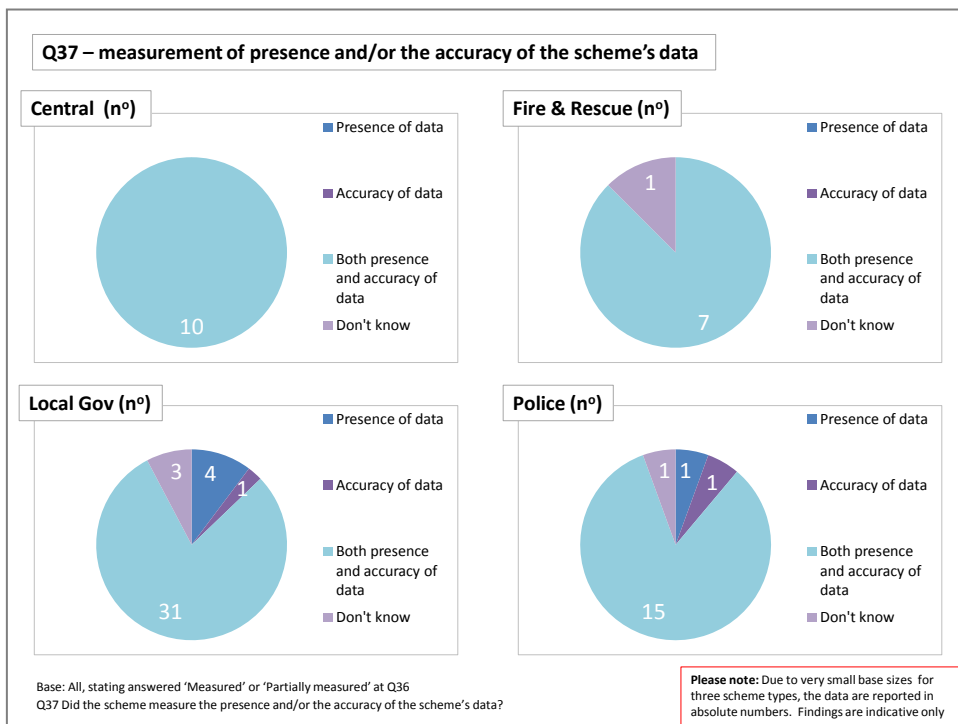 Q37 – measurement of presence and/or the accuracy of the scheme's data
Central (nº)
Presence of data
Accuracy of data
Both presence
and accuracy of
data
Don't know
10
Fire & Rescue (nº)
Presence of data
Accuracy of data
Both presence
and accuracy of
data
Don't know
1
7
Local Gov (nº)
Presence of data
Accuracy of data
Both presence
and accuracy of
data
Don't know
3
4
1
31
Police (nº)
Presence of data
Accuracy of data
Both presence
and accuracy of
data
Don't know
1
1
1
15
Base: All, stating answered 'Measured' or 'Partially measured' at Q36
Q37 Did the scheme measure the presence and/or the accuracy of the scheme's data?
Please note: Due to very small base sizes for
three scheme types, the data are reported in
absolute numbers. Findings are indicative only